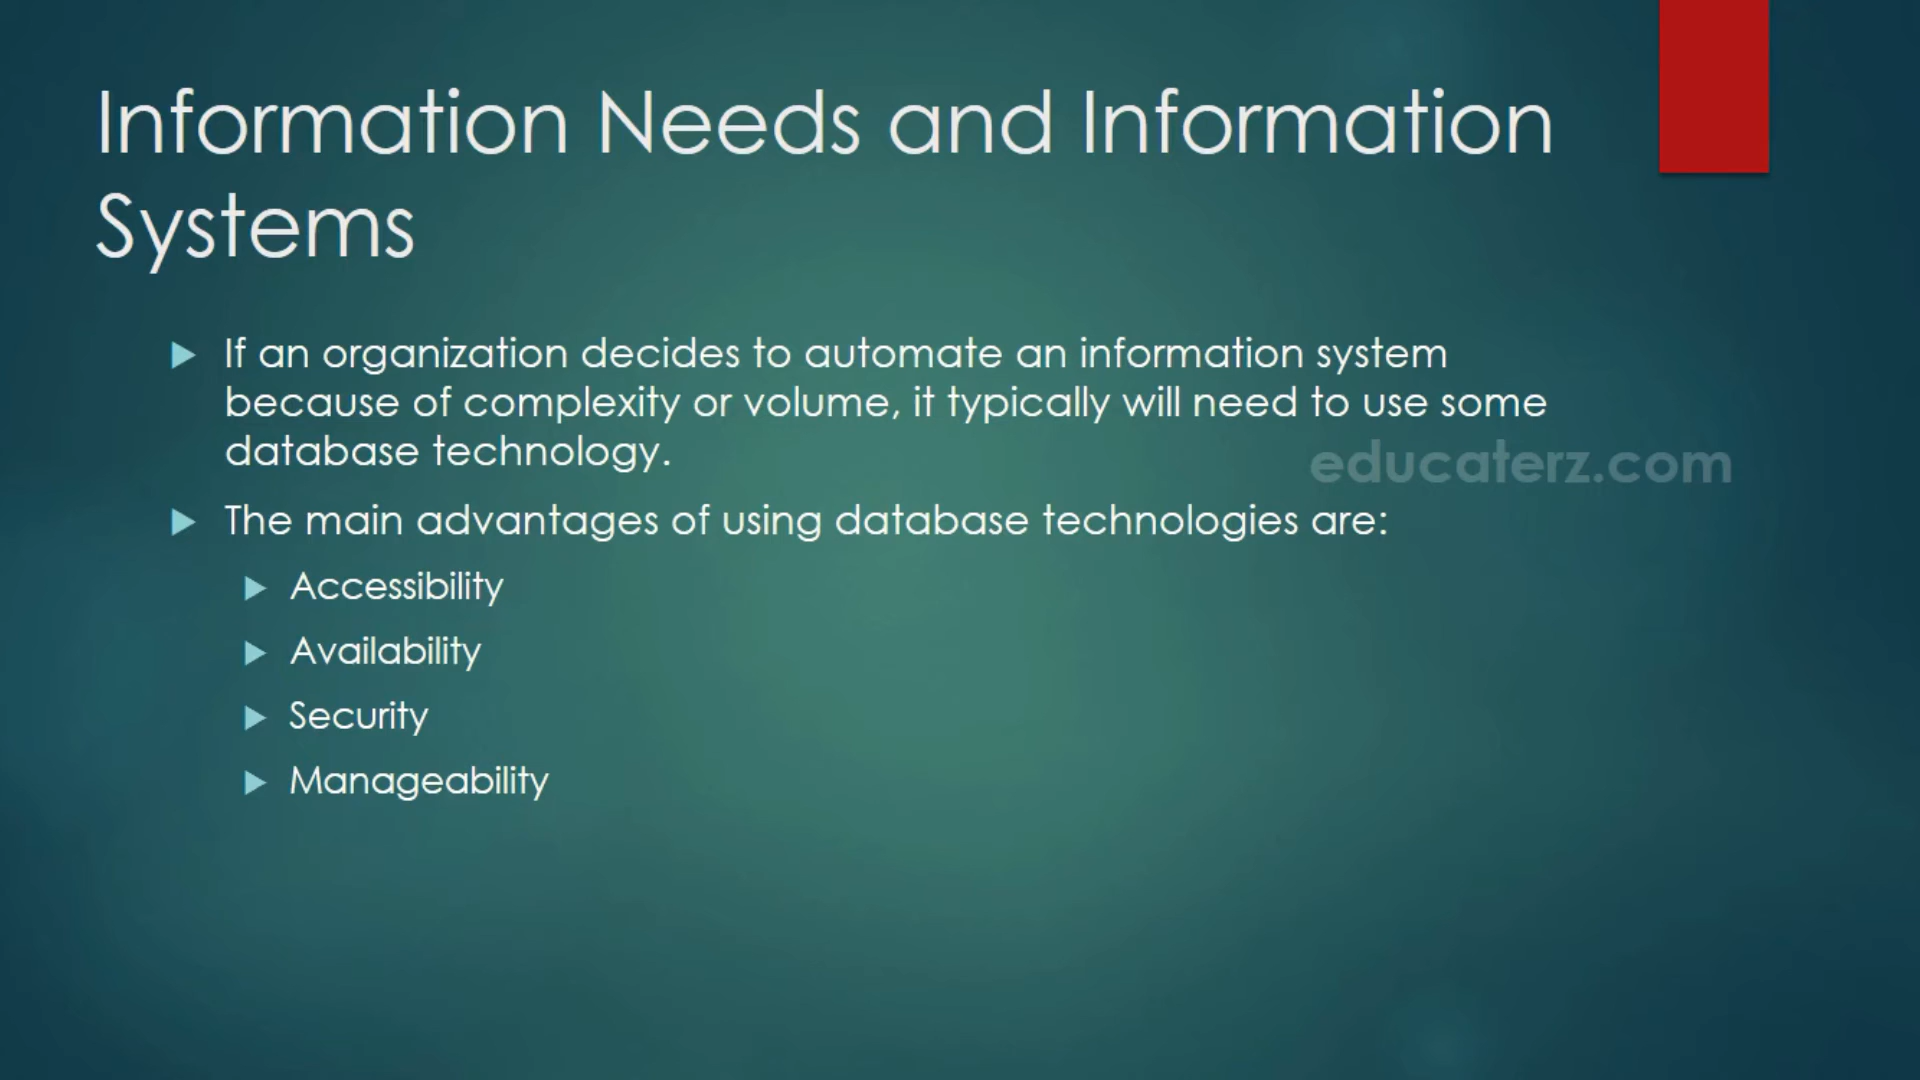 Information Needs and Information
Systems
If an organization decides to automate an information system
because of complexity or volume, it typically will need to use some
database technology.
educaterz.com
The main advantages of using database technologies are:
Accessibility
Availability
Security
Manageability